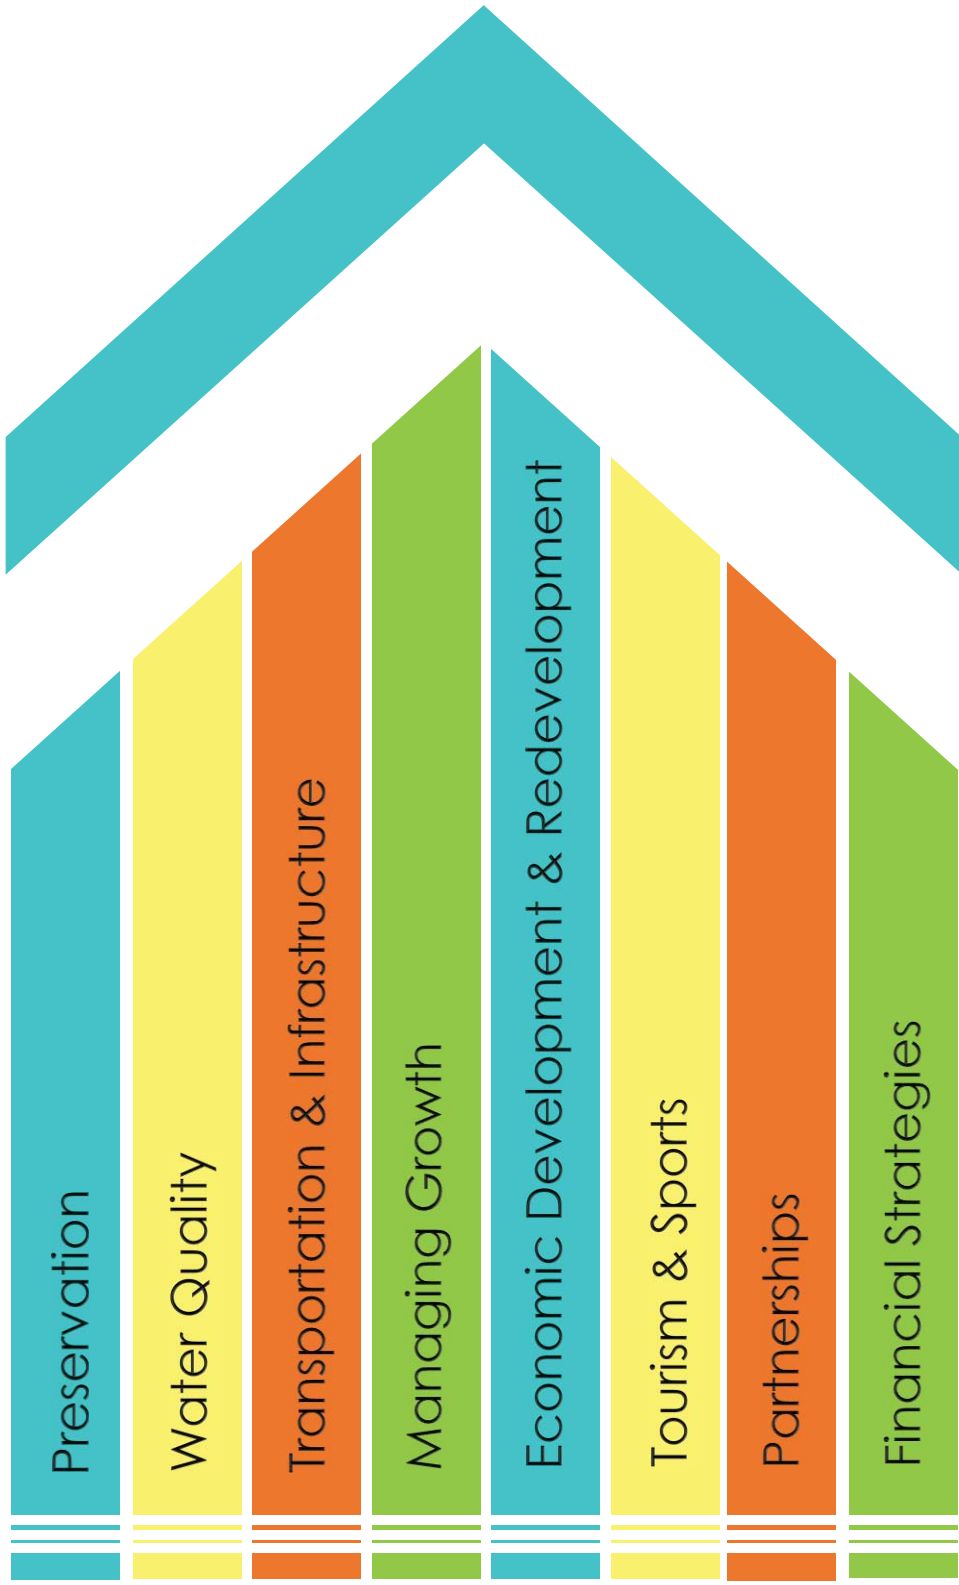 Preservation
Water Quality
Transportation & Infrastructure
Managing Growth
Economic Development & Redevelopment
Tourism & Sports
Partnerships
Financial Strategies